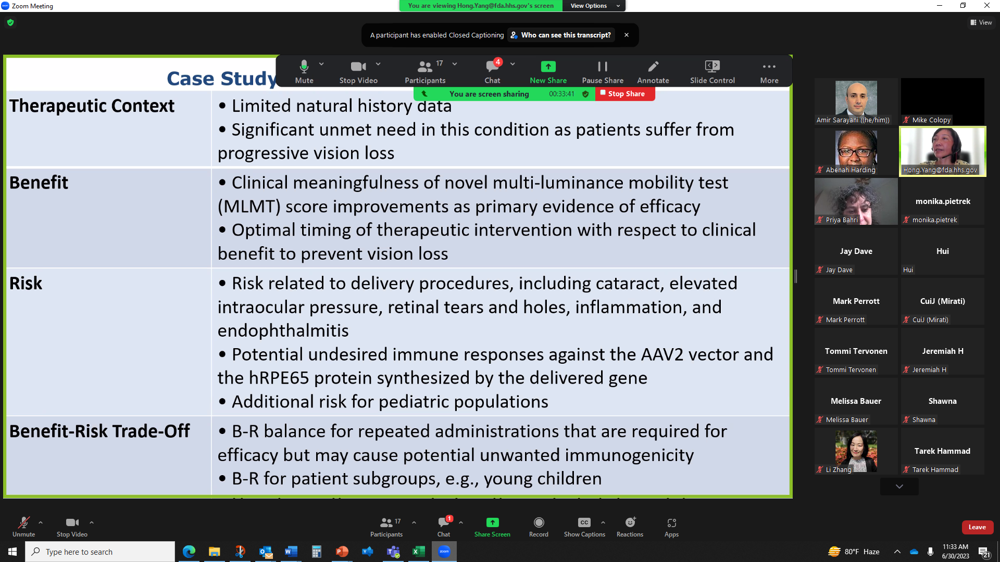 Zoom Meeting
You are viewing Hong.Yang@fda.hhs.gov's screen
View Options
View
A participant has enabled Closed Captioning
Who can see this transcript?
Case Study
Mute
Stop Video
Participants
17
Chat
4
New Share
Pause Share
Annotate
Slide Control
More
You are screen sharing
00:33:41
Stop Share
Therapeutic Context
• Limited natural history data
• Significant unmet need in this condition as patients suffer from
progressive vision loss
Benefit
• Clinical meaningfulness of novel multi-luminance mobility test
(MLMT) score improvements as primary evidence of efficacy
• Optimal timing of therapeutic intervention with respect to clinical
benefit to prevent vision loss
Risk
• Risk related to delivery procedures, including cataract, elevated
intraocular pressure, retinal tears and holes, inflammation, and
endophthalmitis
• Potential undesired immune responses against the AAV2 vector and
the hRPE65 protein synthesized by the delivered gene
• Additional risk for pediatric populations
Benefit-Risk Trade-Off
• B-R balance for repeated administrations that are required for
efficacy but may cause potential unwanted immunogenicity
• B-R for patient subgroups, e.g., young children
Amir Sarayani ((he/him))
Mike Colopy
Abenah Harding
Hong.Yang@fda.hhs.gov
Priya Bahri
monika.pietrek
monika.pietrek
Jay Dave
Jay Dave
Hui
Hui
Mark Perrott
Mark Perrott
CuiJ (Mirati)
CuiJ (Mirati)
Tommi Tervonen
Tommi Tervonen
Jeremiah H
Jeremiah H
Melissa Bauer
Melissa Bauer
Shawna
Shawna
Li Zhang
Tarek Hammad
Tarek Hammad
Unmute
Stop Video
Participants
17
Chat
1
Share Screen
Record
CC
Show Captions
Reactions
Apps
Leave
Type here to search
zoom
80°F Haze
11:33 AM
6/30/2023
21